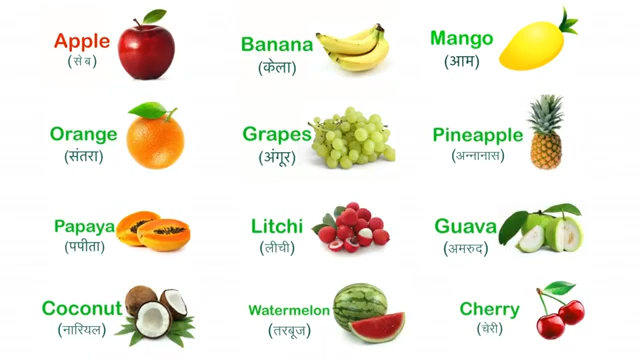 Apple
(सेब)
Banana
(केला)
Mango
(आम)
Orange
(संतरा)
Grapes
(अंगूर)
Pineapple
(अन्नानास)
Papaya
(पपीता)
Litchi
(लीची)
Guava
(अमरुद)
Coconut
(नारियल)
Watermelon
(तरबूज)
Cherry
(चेरी)